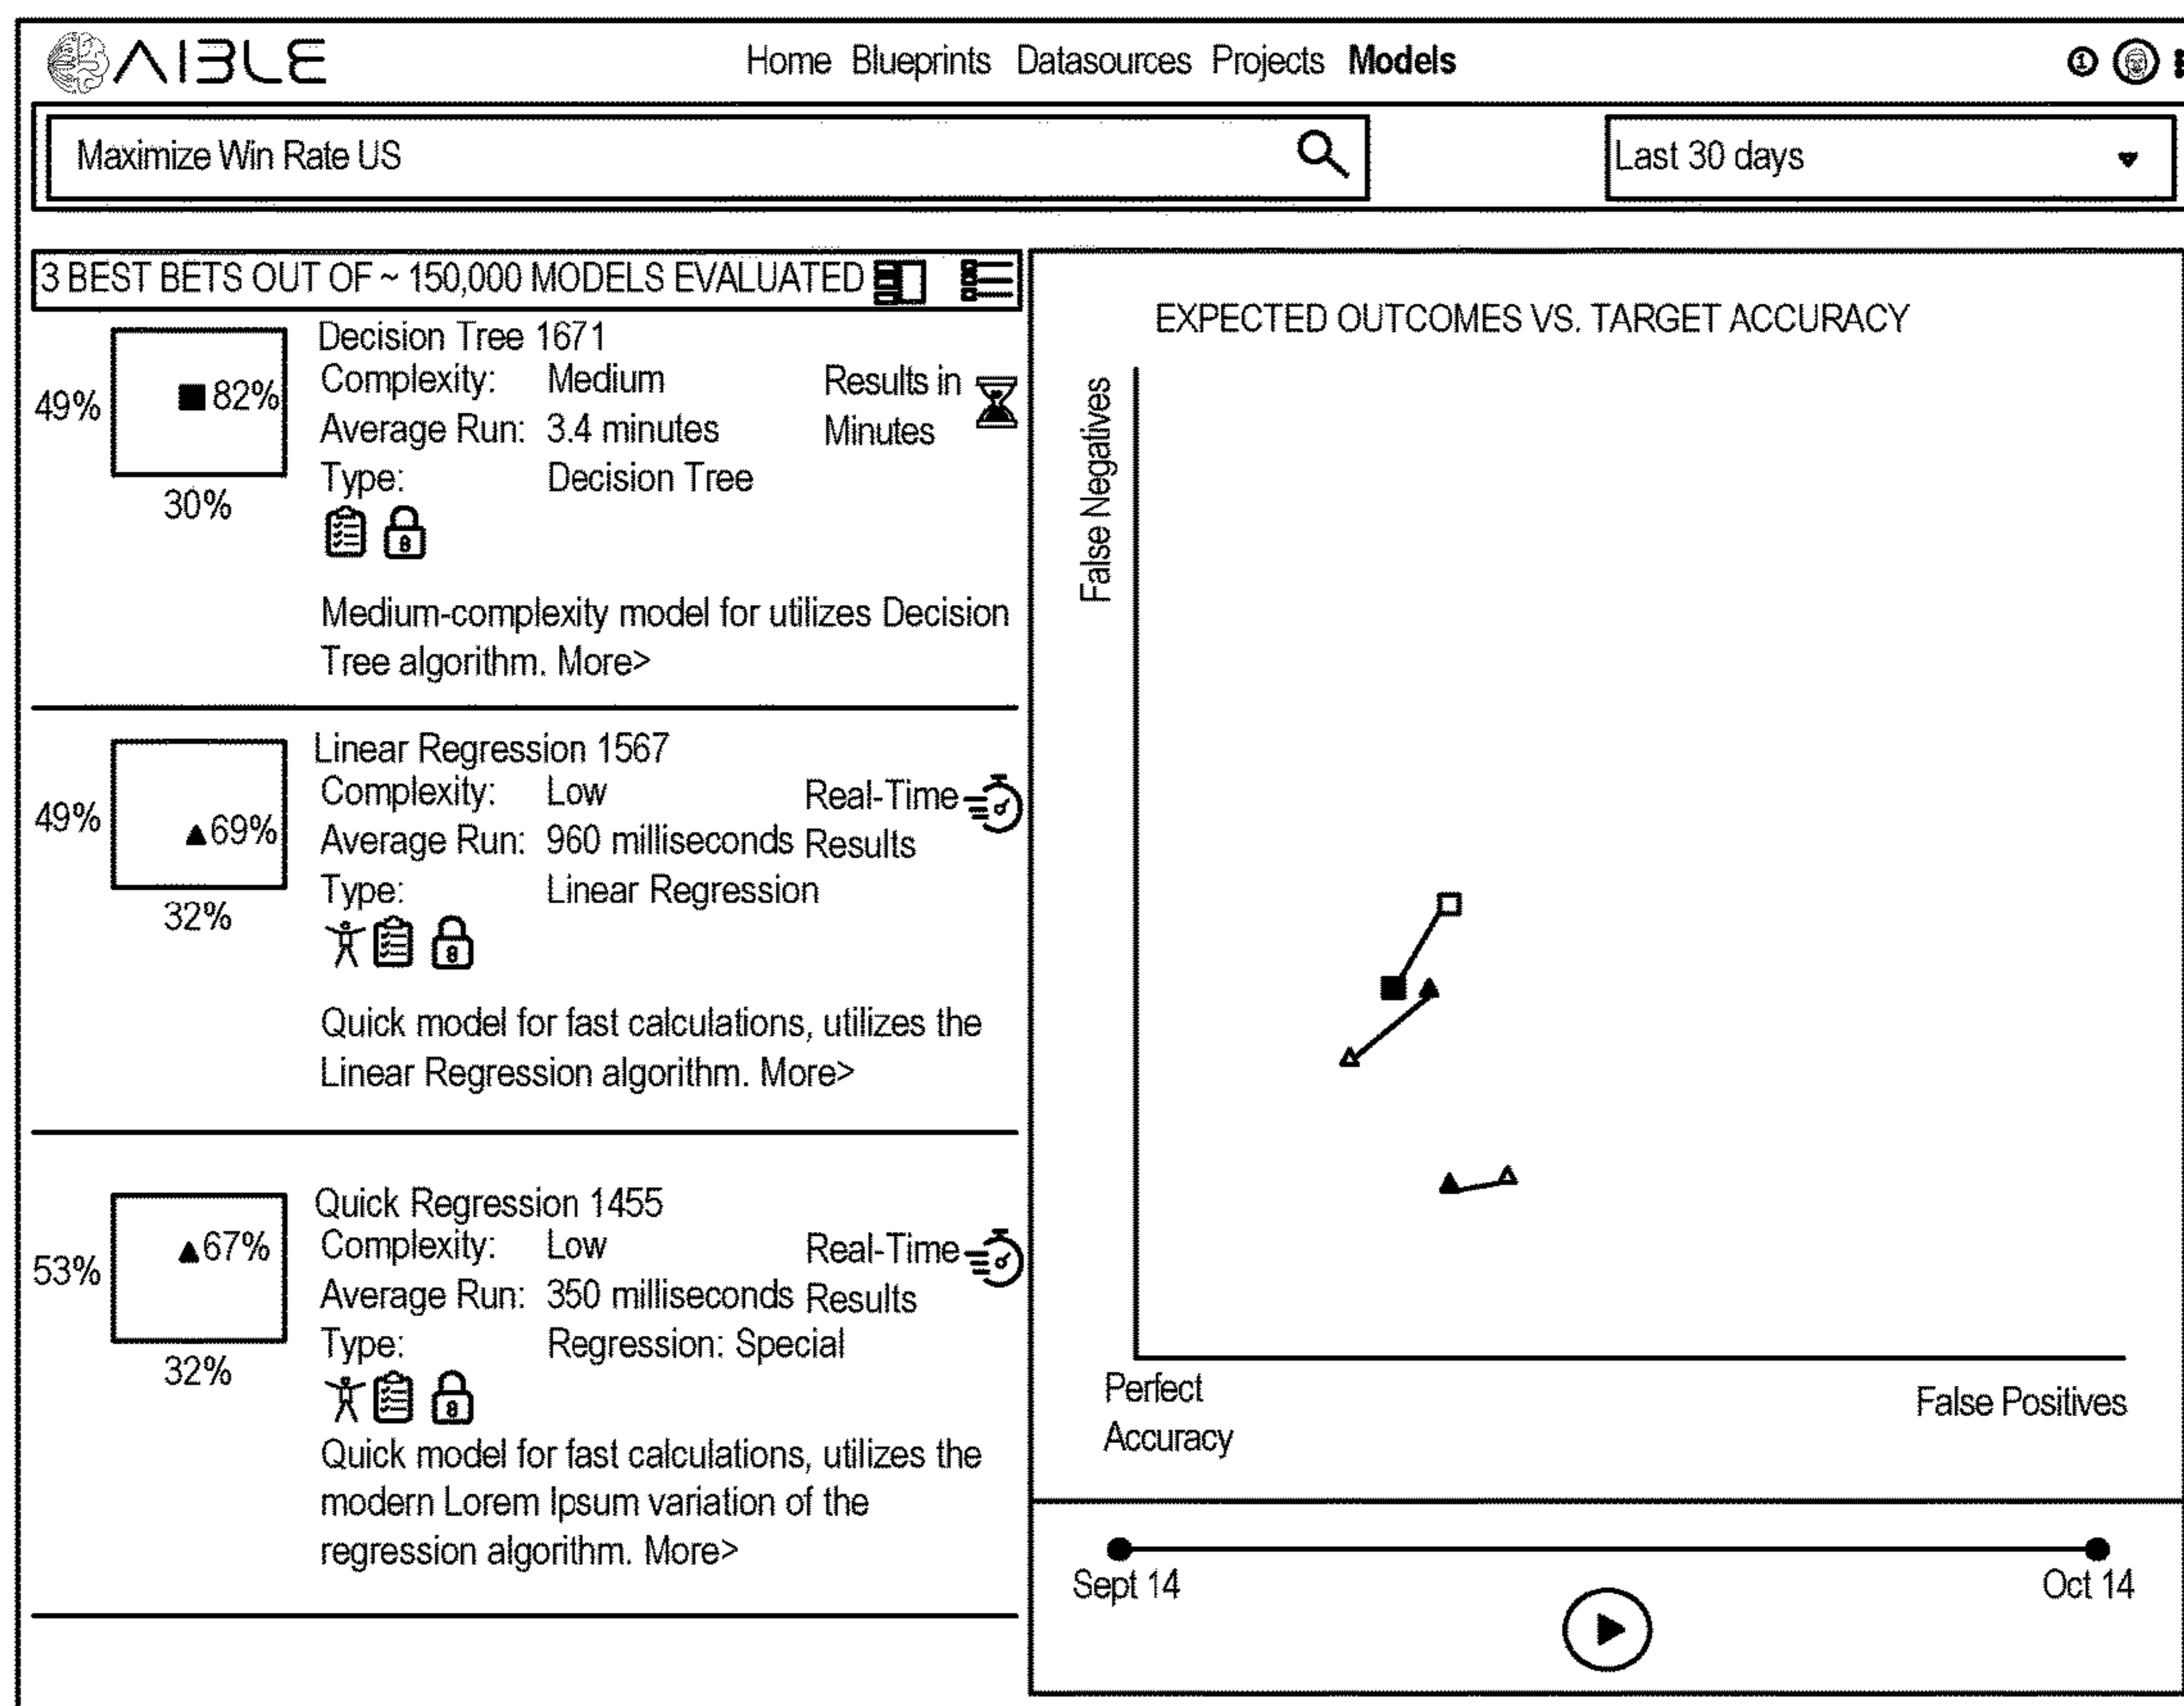 AIBLE
Home Blueprints Datasources Projects Models
1
Maximize Win Rate US
Last 30 days
3 BEST BETS OUT OF ~ 150,000 MODELS EVALUATED
Decision Tree 1671
49%
82%
30%
Complexity: Medium
Average Run: 3.4 minutes
Type: Decision Tree
Results in
Minutes
Medium-complexity model for utilizes Decision
Tree algorithm. More>
Linear Regression 1567
49%
69%
32%
Complexity: Low
Average Run: 960 milliseconds
Type: Linear Regression
Real-Time
Results
Quick model for fast calculations, utilizes the
Linear Regression algorithm. More>
Quick Regression 1455
53%
67%
32%
Complexity: Low
Average Run: 350 milliseconds
Type: Regression: Special
Real-Time
Results
Quick model for fast calculations, utilizes the
modern Lorem Ipsum variation of the
regression algorithm. More>
EXPECTED OUTCOMES VS. TARGET ACCURACY
False Negatives
Perfect
Accuracy
False Positives
Sept 14
Oct 14